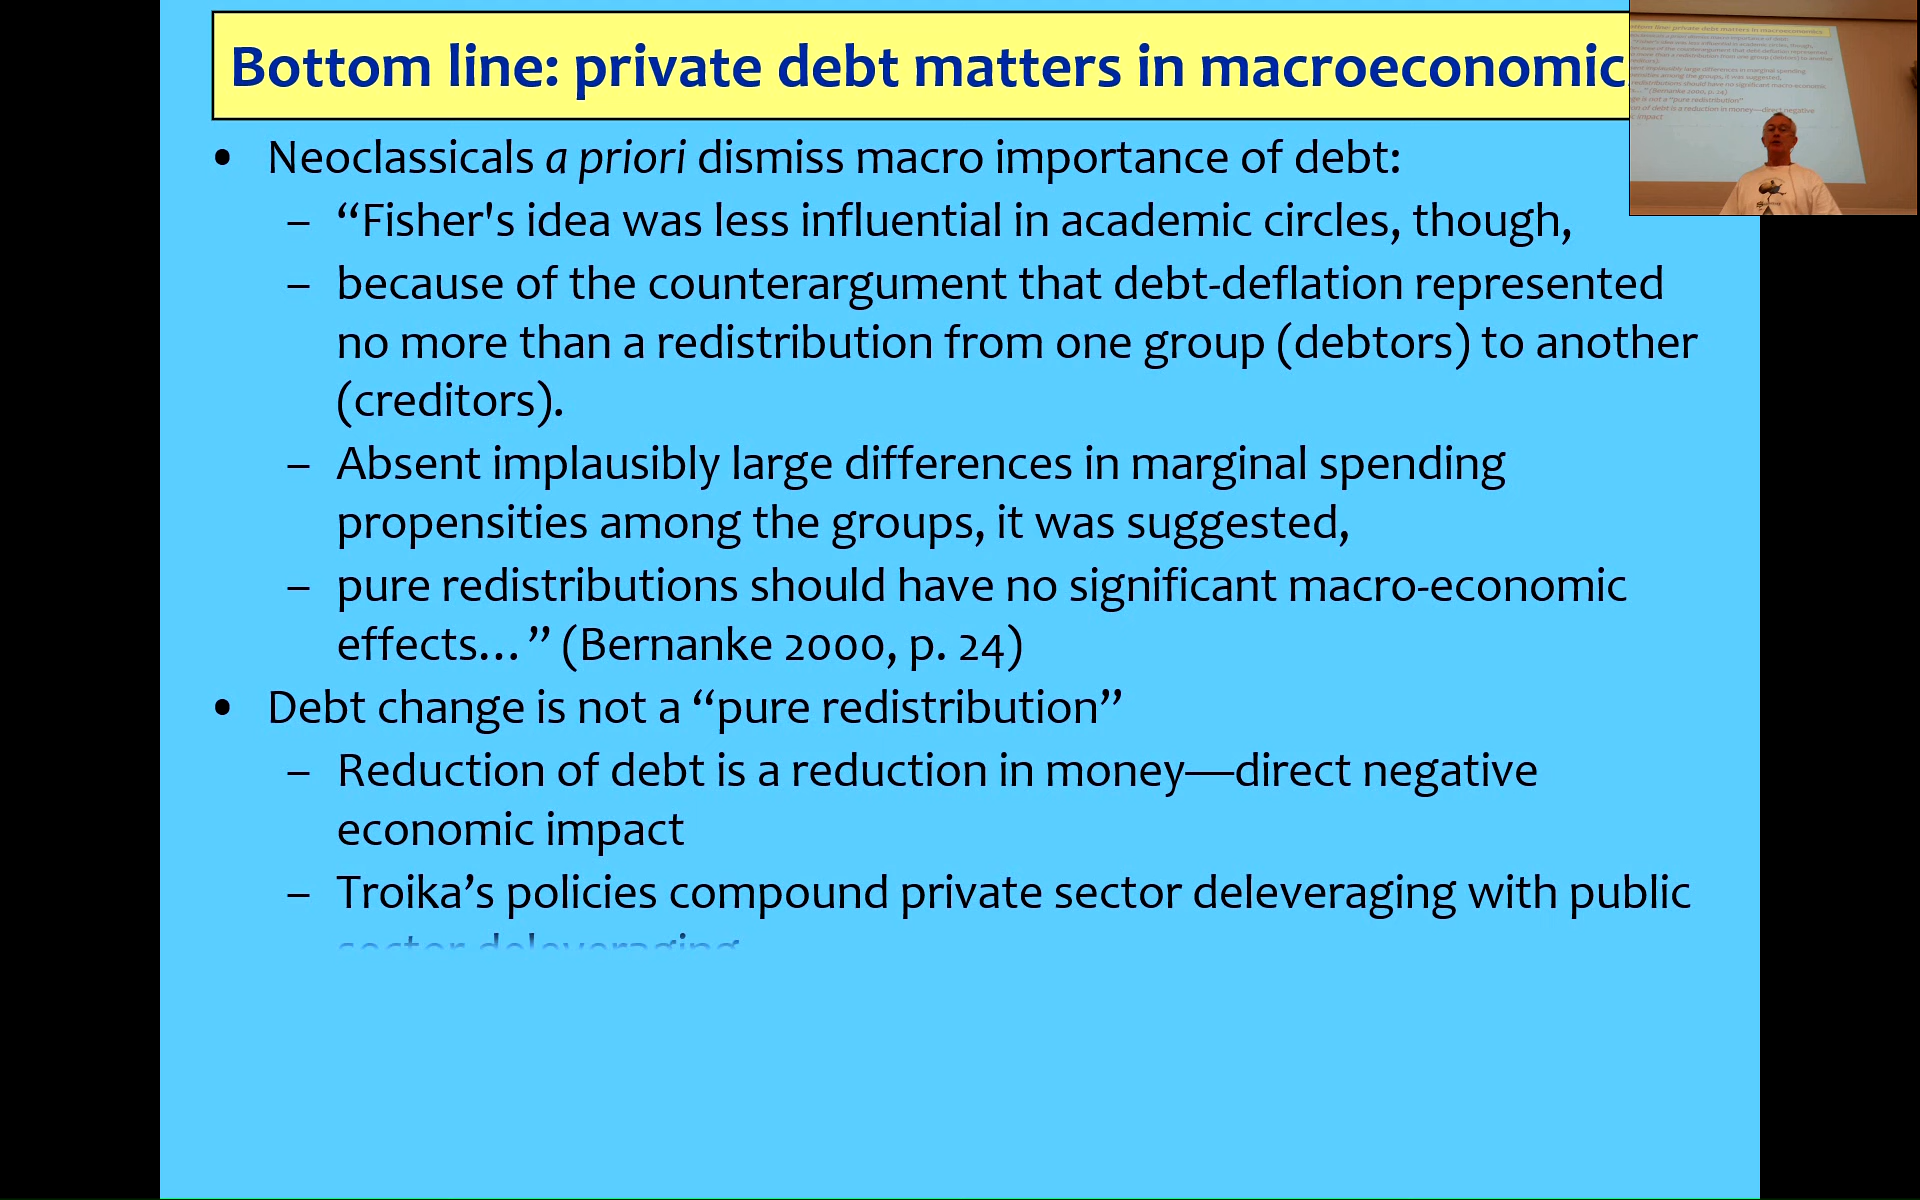 Bottom line: private debt matters in macroeconomic
• Neoclassicals a priori dismiss macro importance of debt:
– “Fisher's idea was less influential in academic circles, though,
– because of the counterargument that debt-deflation represented
no more than a redistribution from one group (debtors) to another
(creditors).
– Absent implausibly large differences in marginal spending
propensities among the groups, it was suggested,
– pure redistributions should have no significant macro-economic
effects… ” (Bernanke 2000, p. 24)
• Debt change is not a “pure redistribution”
– Reduction of debt is a reduction in money—direct negative
economic impact
– Troika’s policies compound private sector deleveraging with public
sector deleveraging